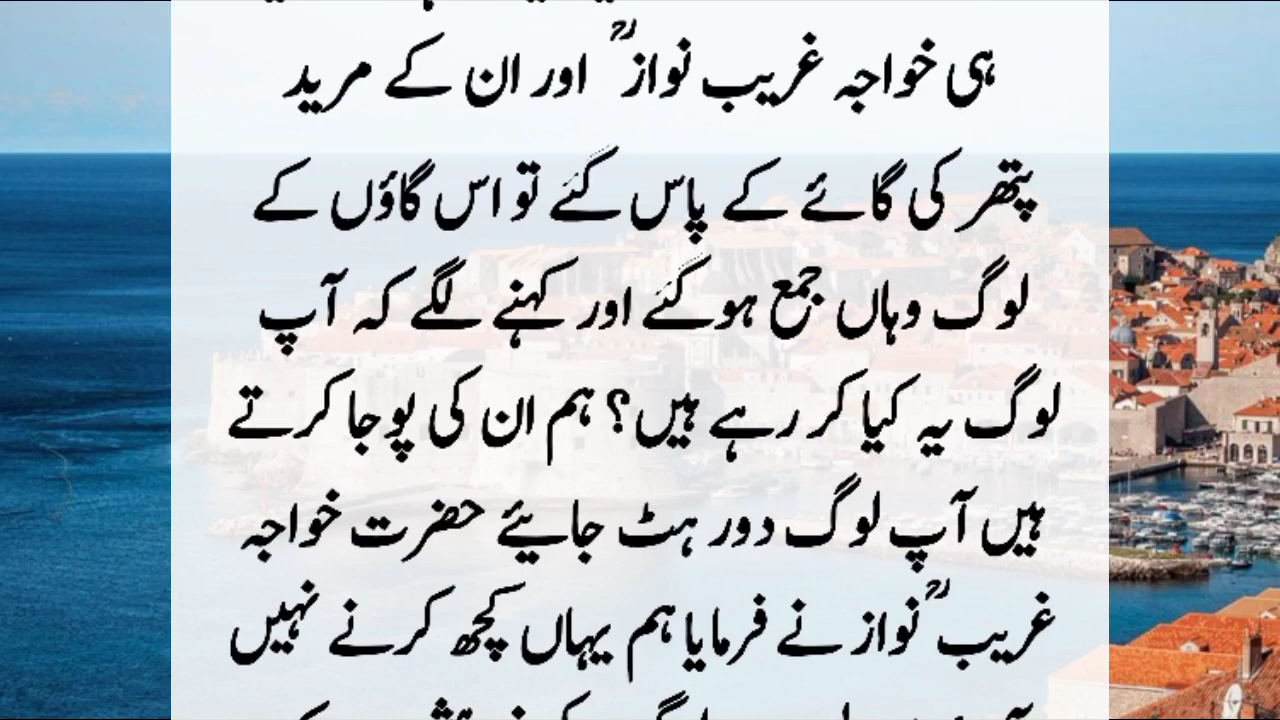 ہی خواجہ غریب نوازؒ اور ان کے مرید
پتھر کی گائے کے پاس گئے تو اس گاؤں کے
لوگ وہاں جمع ہوگئے اور کہنے لگے کہ آپ
لوگ یہ کیا کر رہے ہیں؟ ہم ان کی پوجا کرتے
ہیں آپ لوگ دور ہٹ جایئے حضرت خواجہ
غریب نوازؒ نے فرمایا ہم یہاں کچھ کرنے نہیں